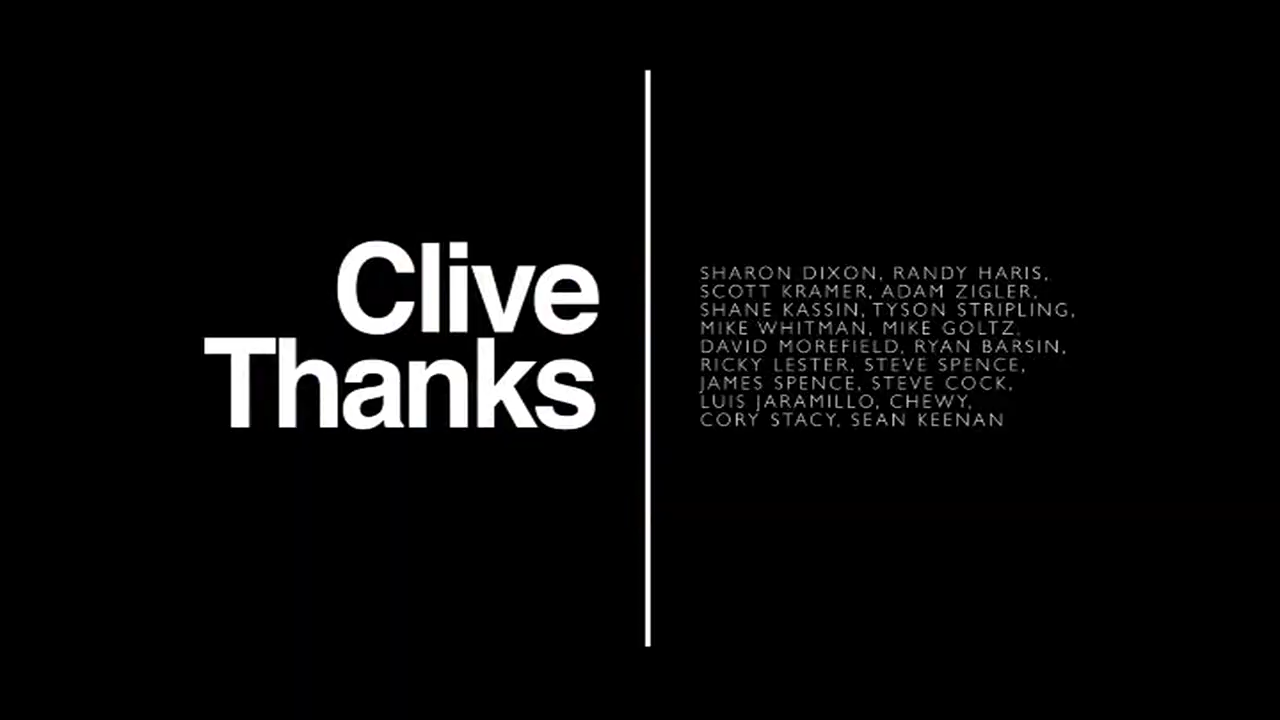 Clive
Thanks
SHARON DIXON, RANDY HARIS,
SCOTT KRAMER, ADAM ZIGLER,
SHANE KASSIN, TYSON STRIPLING,
MIKE WHITMAN, MIKE GOLTZ,
DAVID MOREFIELD, RYAN BARSIN,
RICKY LESTER, STEVE SPENCE,
JAMES SPENCE, STEVE COCK,
LUIS JARAMILLO, CHEWY,
CORY STACY, SEAN KEENAN